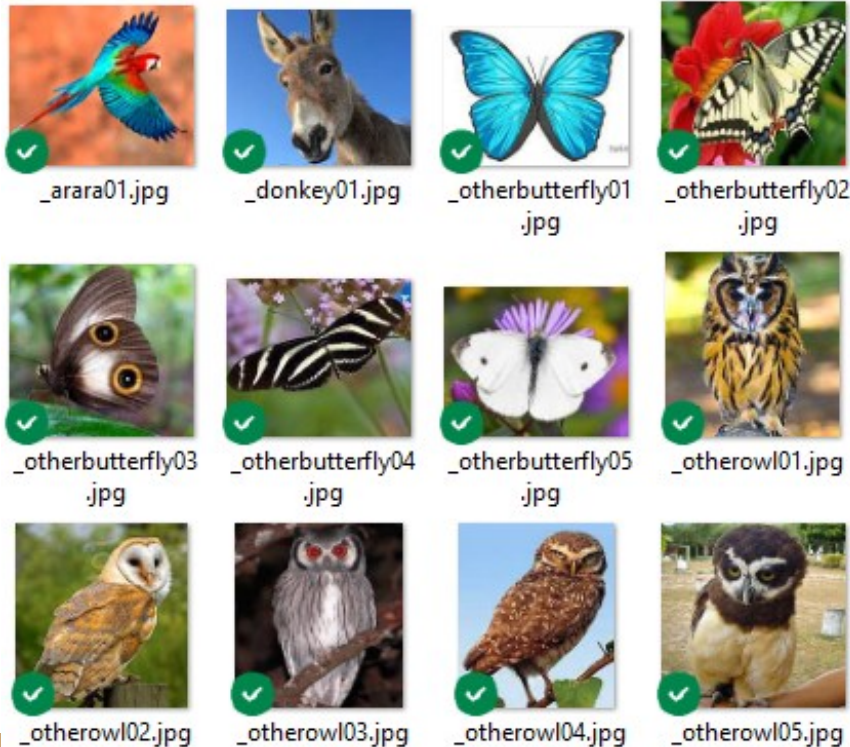 _arara01.jpg
_donkey01.jpg
_otherbutterfly01
.jpg
_otherbutterfly02
.jpg
_otherbutterfly03
.jpg
_otherbutterfly04
.jpg
_otherbutterfly05
.jpg
_otherowl01.jpg
_otherowl02.jpg
_otherowl03.jpg
_otherowl04.jpg
_otherowl05.jpg